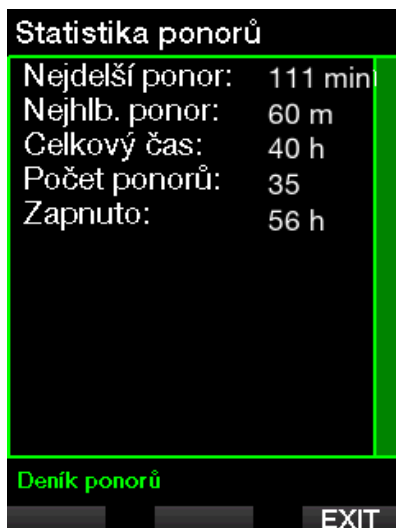 Statistika ponorů
Nejdelší ponor: 111 min
Nejhlb. ponor: 60 m
Celkový čas: 40 h
Počet ponorů: 35
Zapnuto: 56 h
Deník ponorů
EXIT